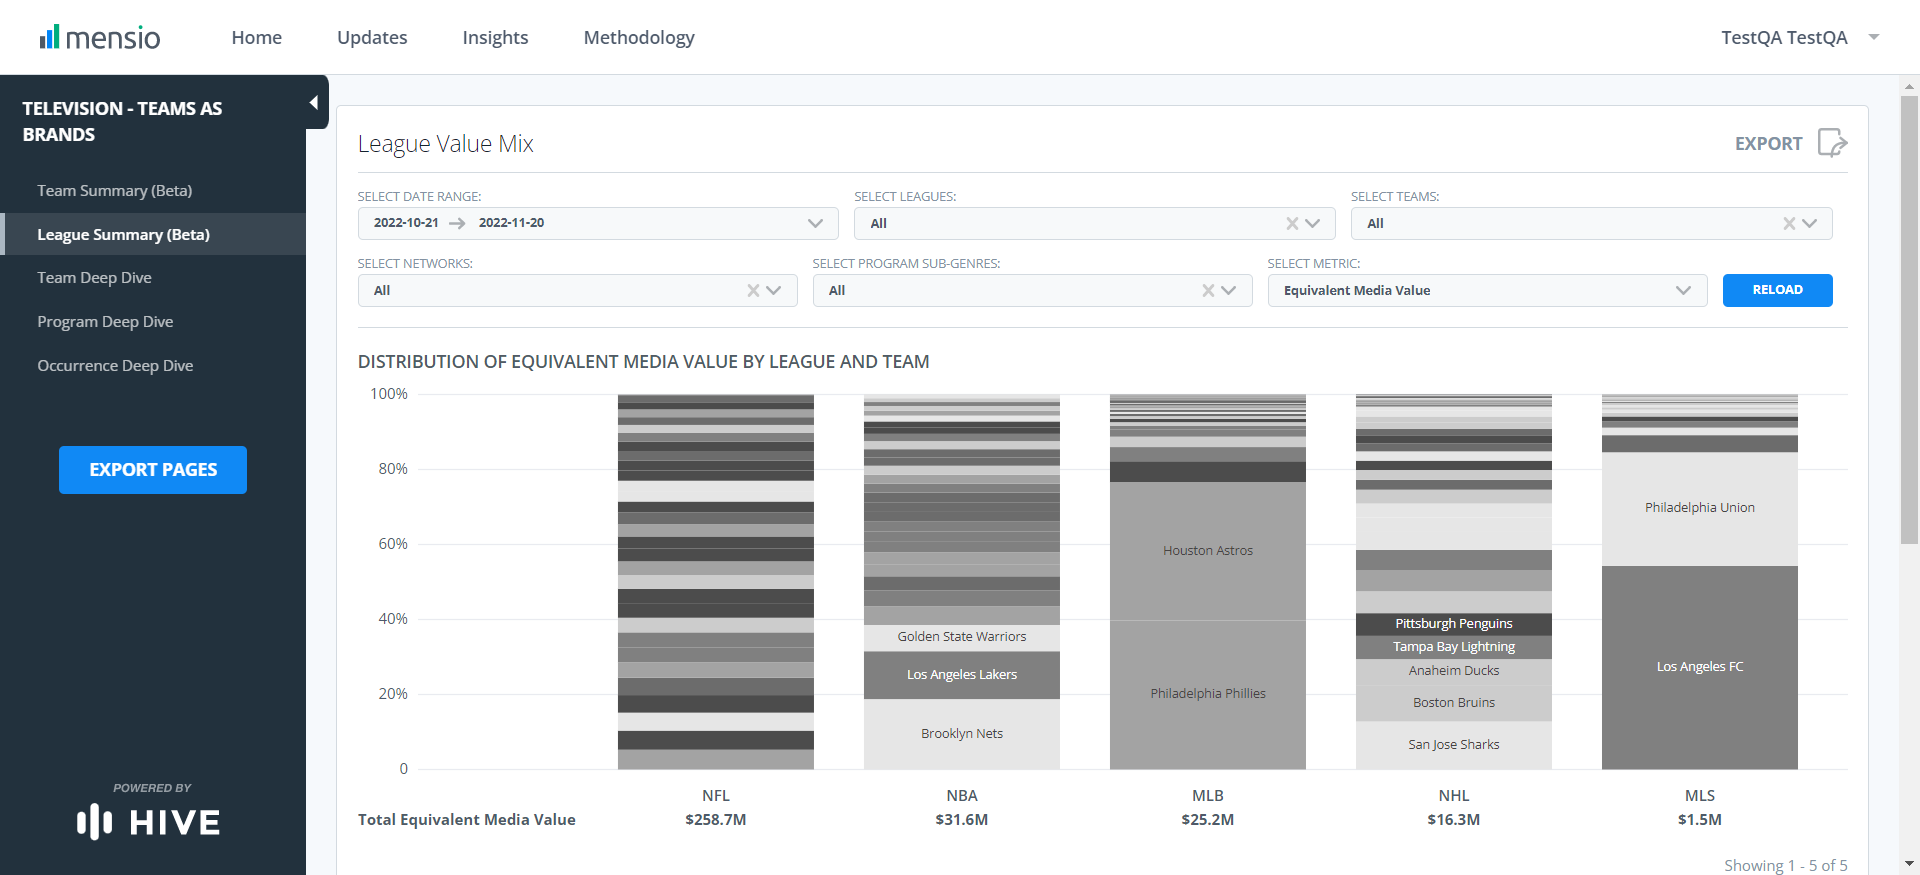 mensio
Home
Updates
Insights
Methodology
TestQA TestQA
TELEVISION - TEAMS AS
BRANDS
Team Summary (Beta)
League Summary (Beta)
Team Deep Dive
Program Deep Dive
Occurrence Deep Dive
EXPORT PAGES
POWERED BY
HIVE
League Value Mix
EXPORT
SELECT DATE RANGE:
2022-10-21 → 2022-11-20
SELECT LEAGUES:
All
SELECT TEAMS:
All
SELECT NETWORKS:
All
SELECT PROGRAM SUB-GENRES:
All
SELECT METRIC:
Equivalent Media Value
RELOAD
DISTRIBUTION OF EQUIVALENT MEDIA VALUE BY LEAGUE AND TEAM
100%
80%
60%
40%
20%
0
Golden State Warriors
Los Angeles Lakers
Brooklyn Nets
Houston Astros
Philadelphia Phillies
Pittsburgh Penguins
Tampa Bay Lightning
Anaheim Ducks
Boston Bruins
San Jose Sharks
Philadelphia Union
Los Angeles FC
NFL NBA MLB NHL MLS
Total Equivalent Media Value $258.7M $31.6M $25.2M $16.3M $1.5M
Showing 1 - 5 of 5